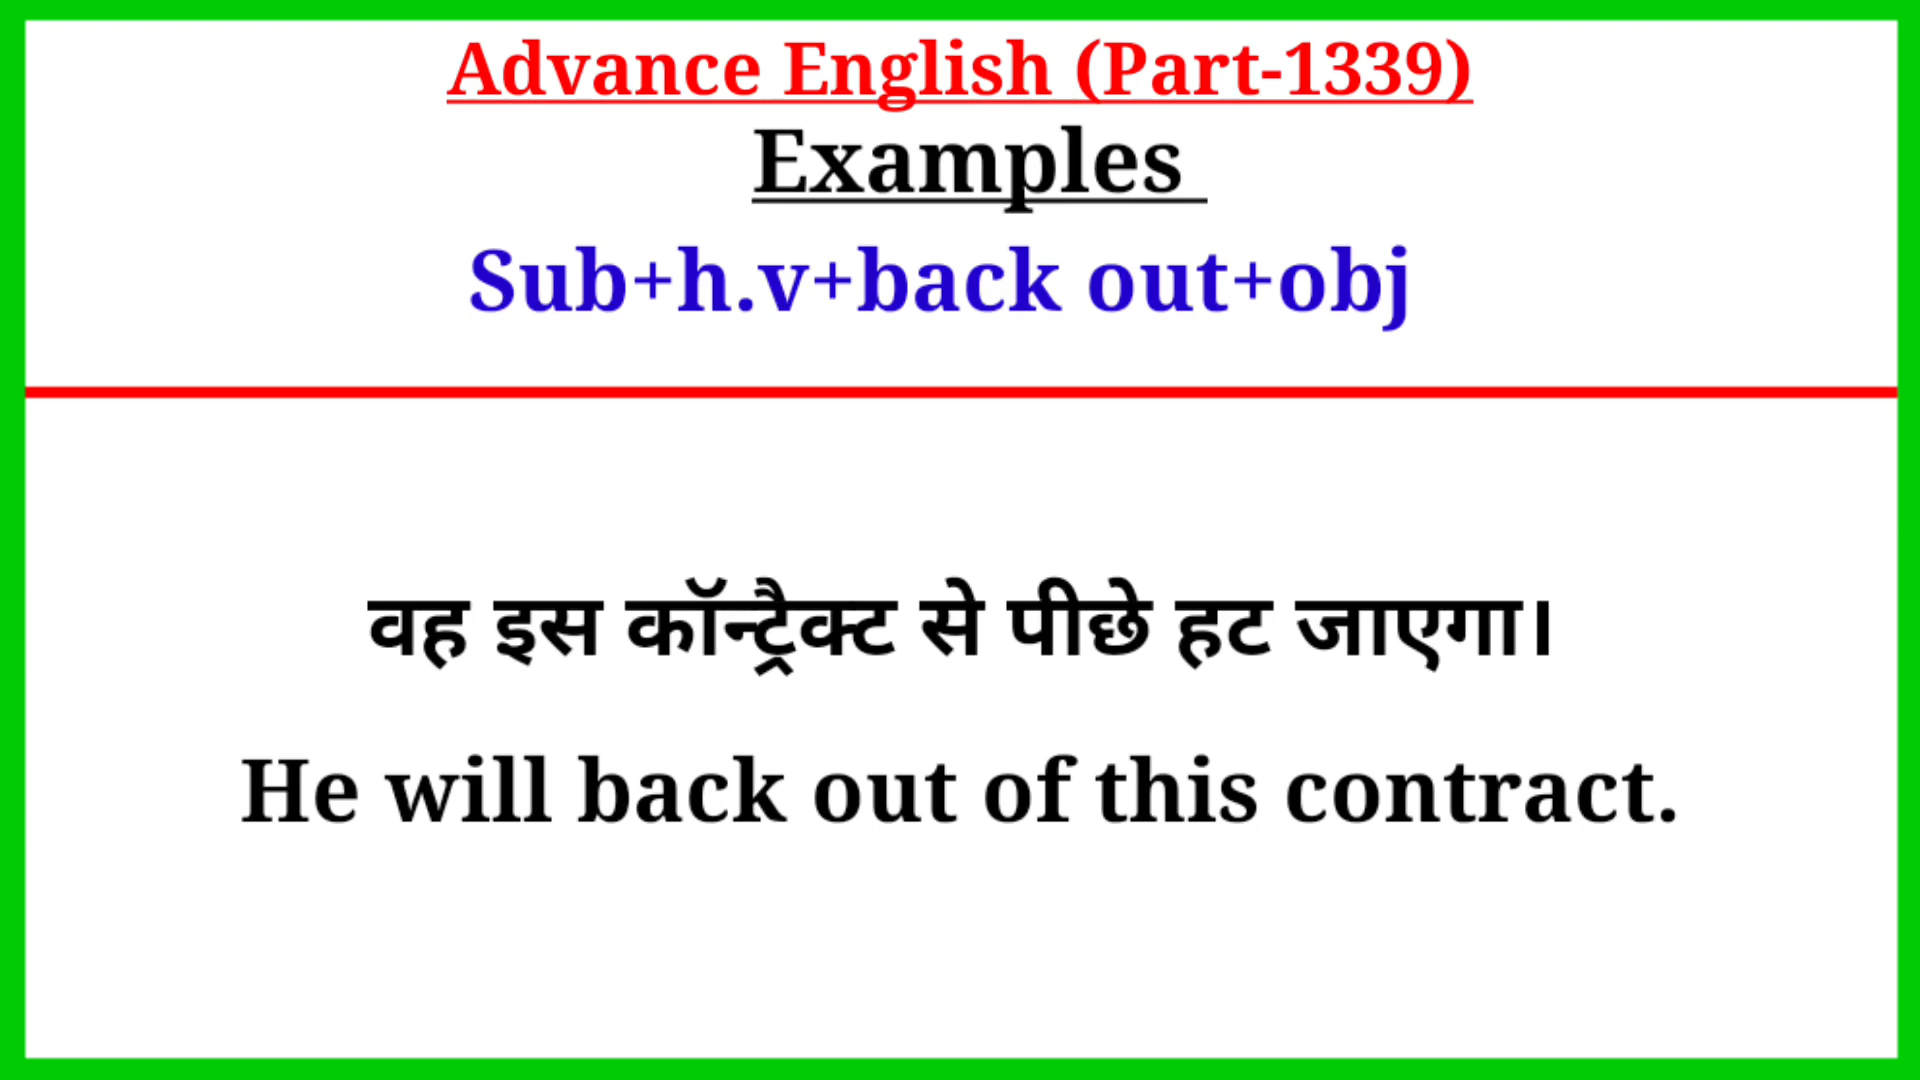 Advance English (Part-1339)
Examples
Sub+h.v+back out+obj
वह इस कॉन्ट्रैक्ट से पीछे हट जाएगा।
He will back out of this contract.